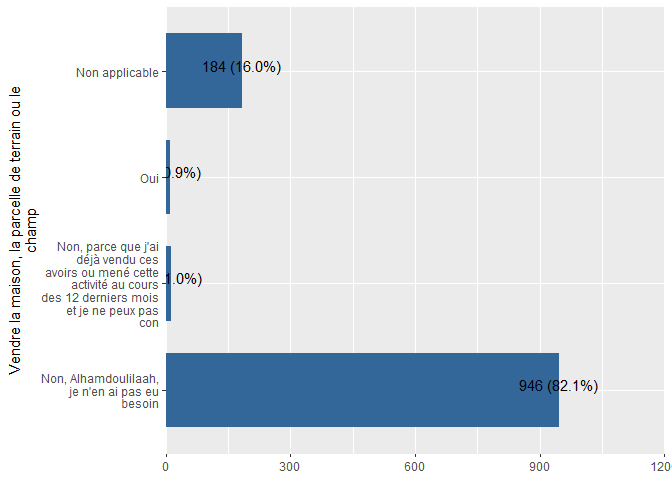 Vendre la maison, la parcelle de terrain ou le
champ
Non applicable
184 (16.0%)
Oui
0.9%)
Non, parce que j'ai
déjà vendu ces
avoirs ou mené cette
activité au cours
des 12 derniers mois
et je ne peux pas
con
1.0%)
Non, Alhamdoulilaah,
je n'en ai pas eu
besoin
946 (82.1%)
0
300
600
900
120